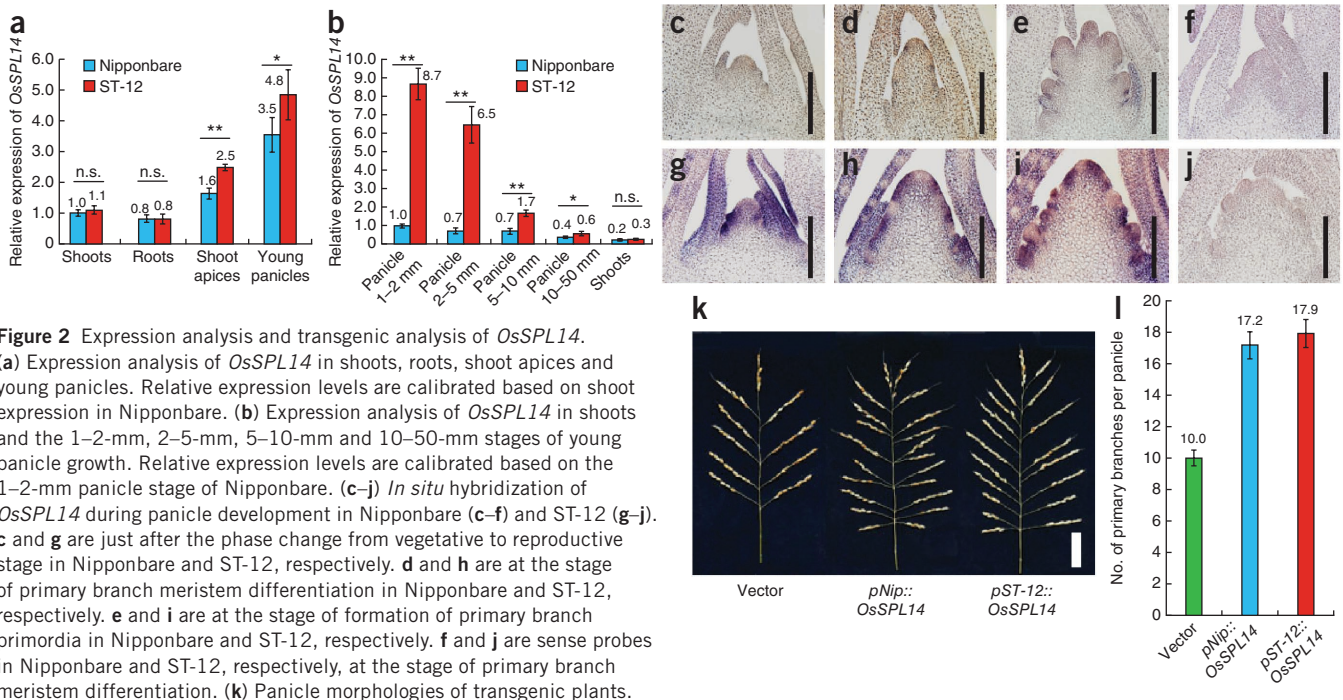 a
Relative expression of OsSPL14
6.0
5.0
4.0
3.0
2.0
1.0
0
Nipponbare
ST-12
n.s.
1.0
1.1
n.s.
0.8
0.8
**
1.6
2.5
*
3.5
4.8
Shoots
Roots
Shoot
apices
Young
panicles
b
Relative expression of OsSPL14
10.0
9.0
8.0
7.0
6.0
5.0
4.0
3.0
2.0
1.0
0
Nipponbare
ST-12
**
1.0
8.7
**
0.7
6.5
**
0.7
1.7
*
0.4
0.6
n.s.
0.2
0.3
Panicle
1–2 mm
Panicle
2–5 mm
Panicle
5–10 mm
Panicle
10–50 mm
Shoots
c
d
e
f
g
h
i
j
Figure 2 Expression analysis and transgenic analysis of OsSPL14.
(a) Expression analysis of OsSPL14 in shoots, roots, shoot apices and
young panicles. Relative expression levels are calibrated based on shoot
expression in Nipponbare. (b) Expression analysis of OsSPL14 in shoots
and the 1–2-mm, 2–5-mm, 5–10-mm and 10–50-mm stages of young
panicle growth. Relative expression levels are calibrated based on the
1–2-mm panicle stage of Nipponbare. (c–j) In situ hybridization of
OsSPL14 during panicle development in Nipponbare (c–f) and ST-12 (g–j).
c and g are just after the phase change from vegetative to reproductive
stage in Nipponbare and ST-12, respectively. d and h are at the stage
of primary branch meristem differentiation in Nipponbare and ST-12,
respectively. e and i are at the stage of formation of primary branch
primordia in Nipponbare and ST-12, respectively. f and j are sense probes
in Nipponbare and ST-12, respectively, at the stage of primary branch
meristem differentiation. (k) Panicle morphologies of transgenic plants.
k
Vector
pNip::
OsSPL14
pST-12::
OsSPL14
l
No. of primary branches per panicle
20
18
16
14
12
10
8
6
4
2
0
10.0
17.2
17.9
Vector
pNip::
OsSPL14
pST-12::
OsSPL14